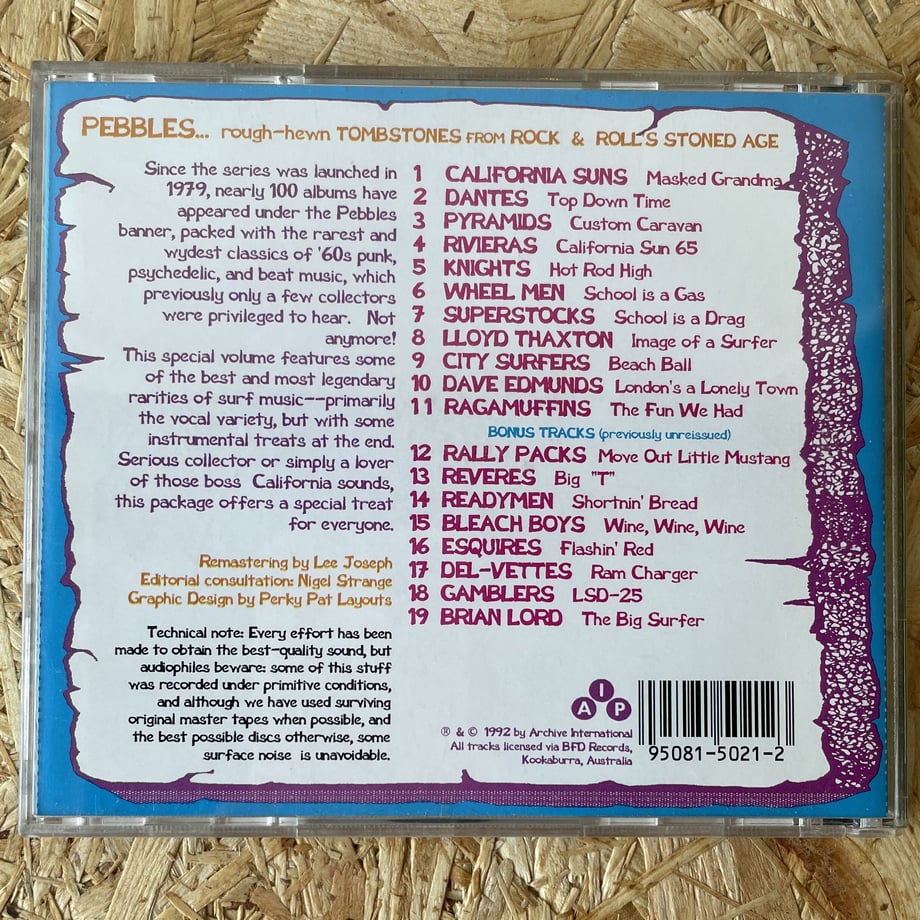 PEBBLES... rough-hewn TOMBSTONES FROM ROCK & ROLL'S STONED AGE
Since the series was launched in
1979, nearly 100 albums have
appeared under the Pebbles
banner, packed with the rarest and
wydest classics of '60s punk,
psychedelic, and beat music, which
previously only a few collectors
were privileged to hear. Not
anymore!
This special volume features some
of the best and most legendary
rarities of surf music--primarily
the vocal variety, but with some
instrumental treats at the end.
Serious collector or simply a lover
of those boss California sounds,
this package offers a special treat
for everyone.
Remastering by Lee Joseph
Editorial consultation: Nigel Strange
Graphic Design by Perky Pat Layouts
Technical note: Every effort has been
made to obtain the best-quality sound, but
audiophiles beware: some of this stuff
was recorded under primitive conditions,
and although we have used surviving
original master tapes when possible, and
the best possible discs otherwise, some
surface noise is unavoidable.
1 CALIFORNIA SUNS Masked Grandma
2 DANTES Top Down Time
3 PYRAMIDS Custom Caravan
4 RIVIERAS California Sun 65
5 KNIGHTS Hot Rod High
6 WHEEL MEN School is a Gas
7 SUPERSTOCKS School is a Drag
8 LLOYD THAXTON Image of a Surfer
9 CITY SURFERS Beach Ball
10 DAVE EDMUNDS London's a Lonely Town
11 RAGAMUFFINS The Fun We Had
BONUS TRACKS (previously unreissued)
12 RALLY PACKS Move Out Little Mustang
13 REVERES Big "T"
14 READYMEN Shortnin' Bread
15 BLEACH BOYS Wine, Wine, Wine
16 ESQUIRES Flashin' Red
17 DEL-VETTES Ram Charger
18 GAMBLERS LSD-25
19 BRIAN LORD The Big Surfer
AIP
® & © 1992 by Archive International
All tracks licensed via BFD Records,
Kookaburra, Australia
95081-5021-2